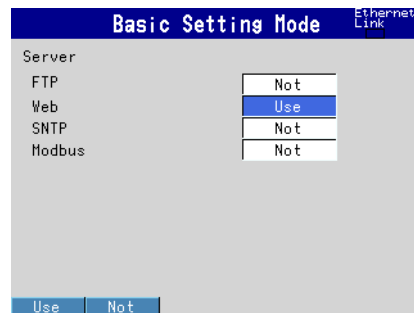 Basic Setting Mode
Ethernet
Link
Server
FTP Not
Web Use
SNTP Not
Modbus Not
Use Not